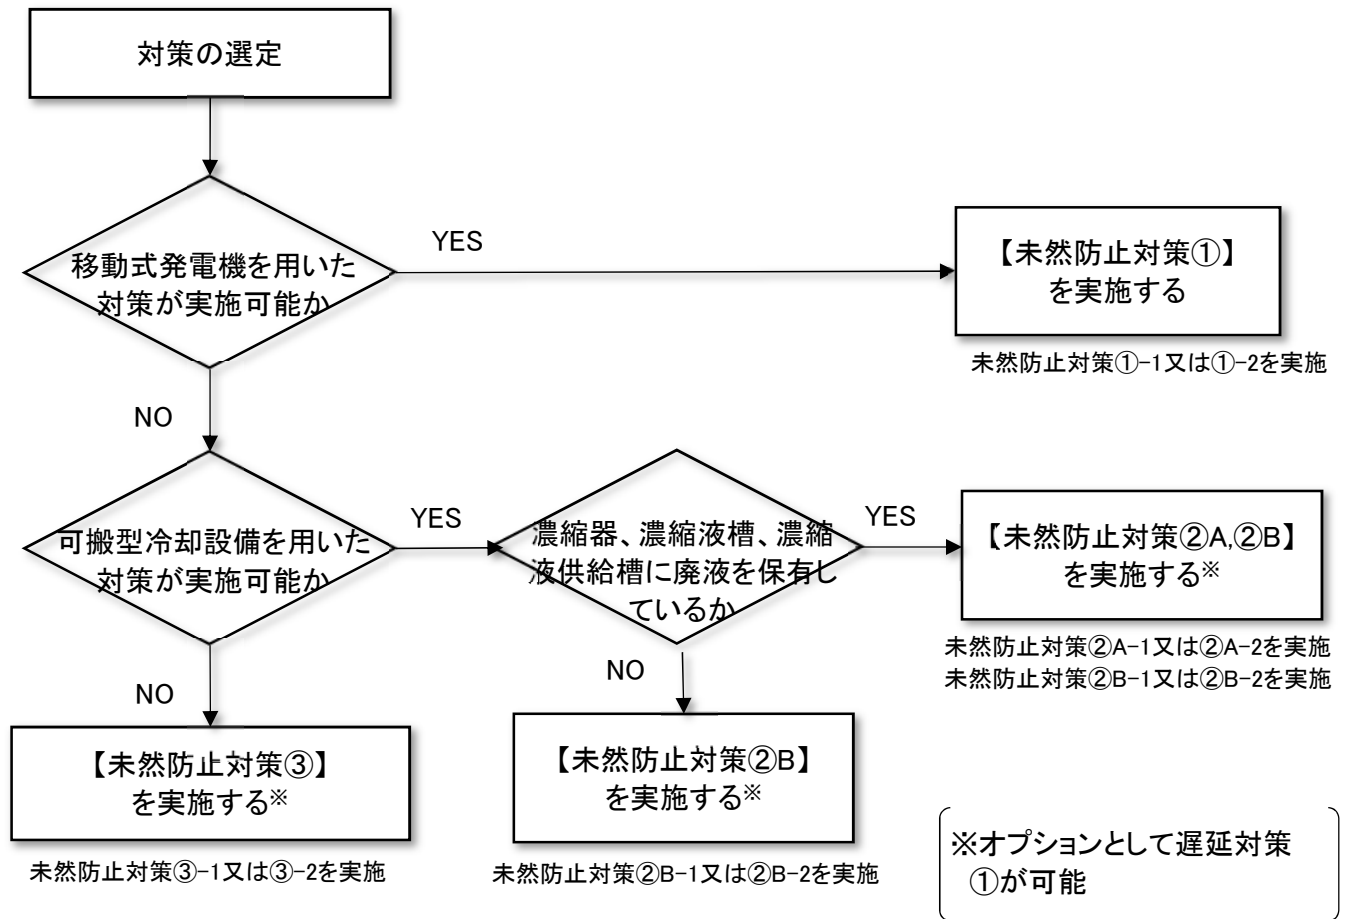 対策の選定
移動式発電機を用いた
対策が実施可能か
YES
【未然防止対策①】
を実施する
未然防止対策①-1又は①-2を実施
NO
可搬型冷却設備を用いた
対策が実施可能か
YES
濃縮器、濃縮液槽、濃縮
液供給槽に廃液を保有し
ているか
YES
【未然防止対策②A,②B】
を実施する※
未然防止対策②A-1又は②A-2を実施
未然防止対策②B-1又は②B-2を実施
NO
【未然防止対策③】
を実施する※
未然防止対策③-1又は③-2を実施
NO
【未然防止対策②B】
を実施する※
未然防止対策②B-1又は②B-2を実施
※オプションとして遅延対策
①が可能